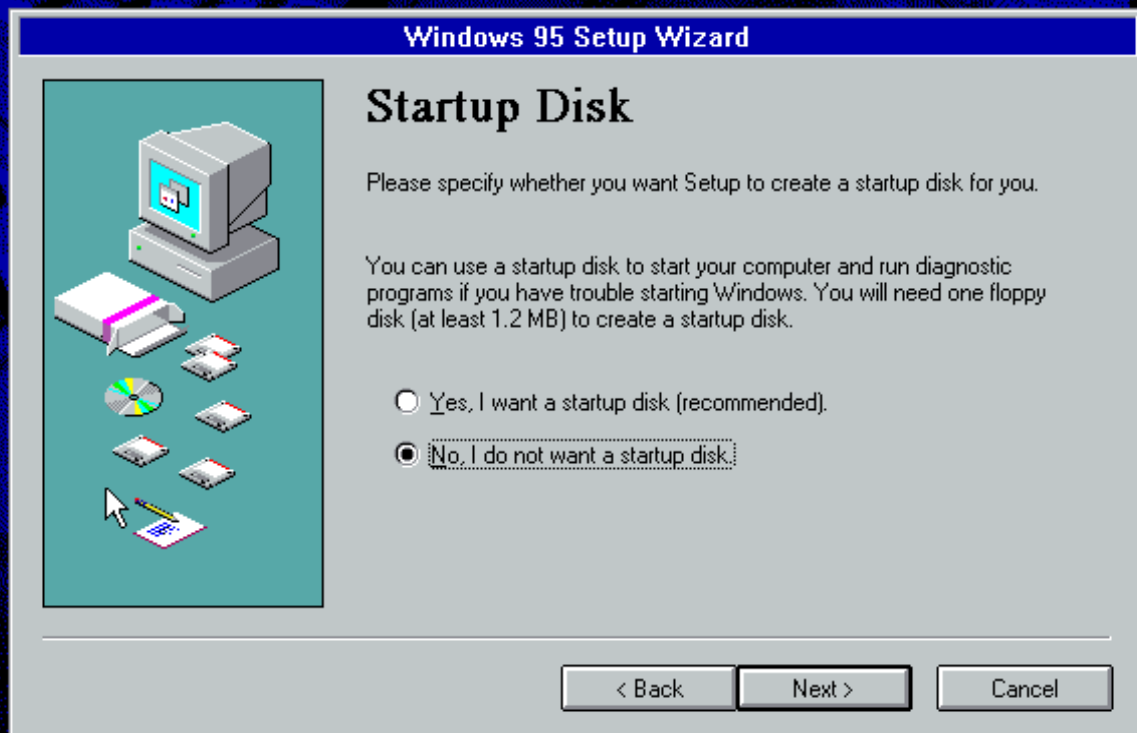 Windows 95 Setup Wizard
Startup Disk
Please specify whether you want Setup to create a startup disk for you.
You can use a startup disk to start your computer and run diagnostic
programs if you have trouble starting Windows. You will need one floppy
disk (at least 1.2 MB) to create a startup disk.
Yes, I want a startup disk (recommended).
No, I do not want a startup disk.
< Back Next > Cancel